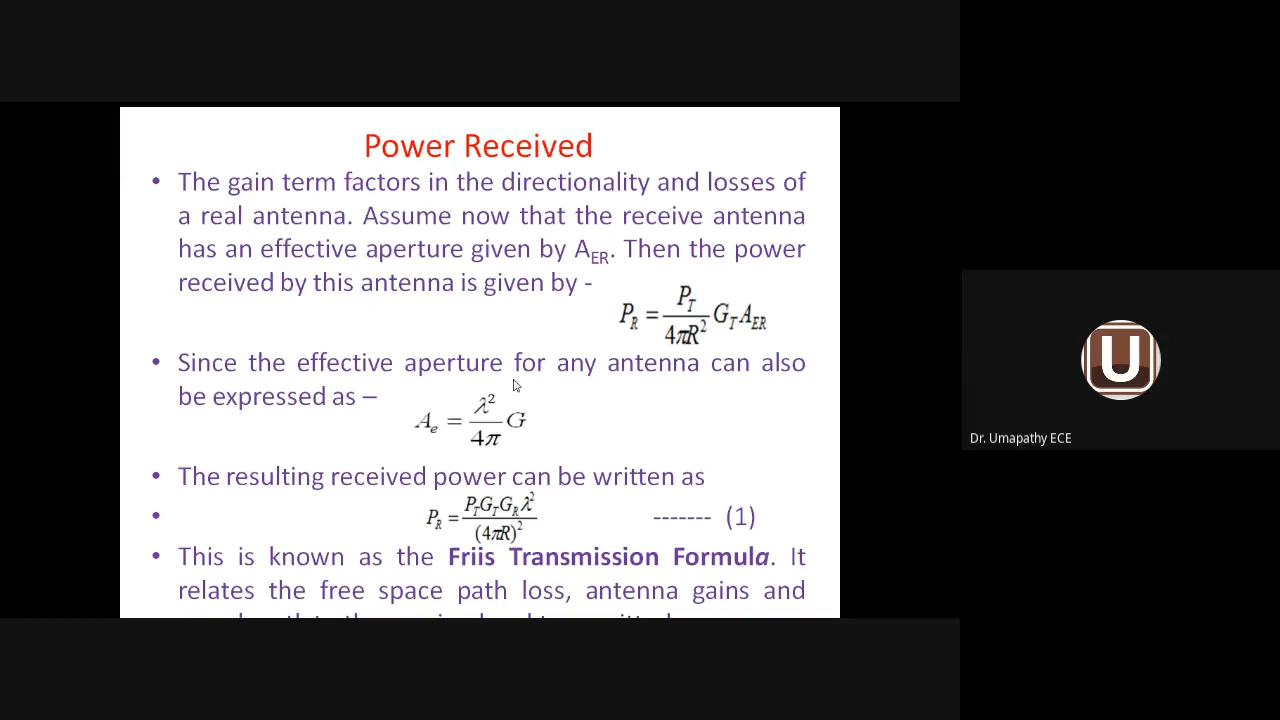 Power Received
• The gain term factors in the directionality and losses of
a real antenna. Assume now that the receive antenna
has an effective aperture given by A_ER. Then the power
received by this antenna is given by -
P_R = P_T / 4πR² G_T A_ER
• Since the effective aperture for any antenna can also
be expressed as –
A_e = λ² / 4π G
• The resulting received power can be written as
• P_R = P_T G_T G_R λ² / (4πR)² ------- (1)
• This is known as the Friis Transmission Formula. It
relates the free space path loss, antenna gains and
U
Dr. Umapathy ECE